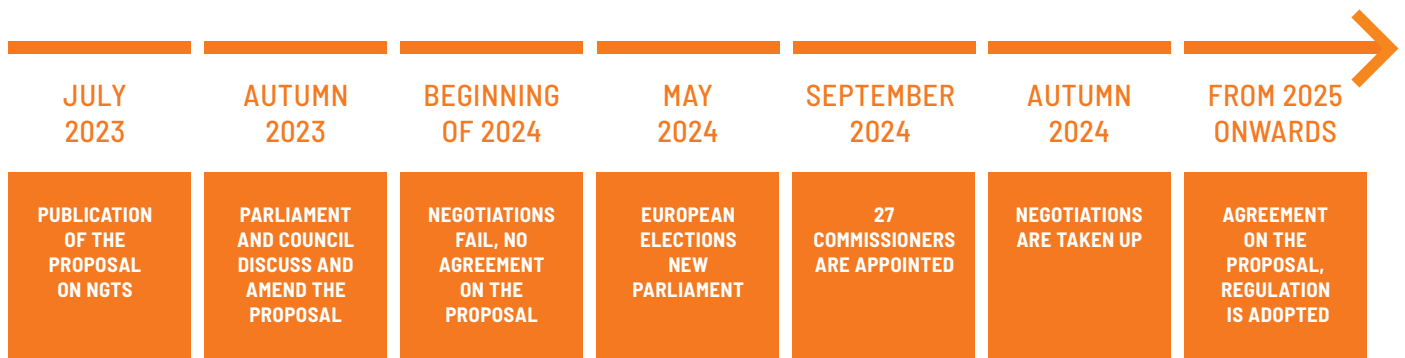 JULY
2023
AUTUMN
2023
BEGINNING
OF 2024
MAY
2024
SEPTEMBER
2024
AUTUMN
2024
FROM 2025
ONWARDS
PUBLICATION
OF THE
PROPOSAL
ON NGTS
PARLIAMENT
AND COUNCIL
DISCUSS AND
AMEND THE
PROPOSAL
NEGOTIATIONS
FAIL, NO
AGREEMENT
ON THE
PROPOSAL
EUROPEAN
ELECTIONS
NEW
PARLIAMENT
27
COMMISSIONERS
ARE APPOINTED
NEGOTIATIONS
ARE TAKEN UP
AGREEMENT
ON THE
PROPOSAL,
REGULATION
IS ADOPTED